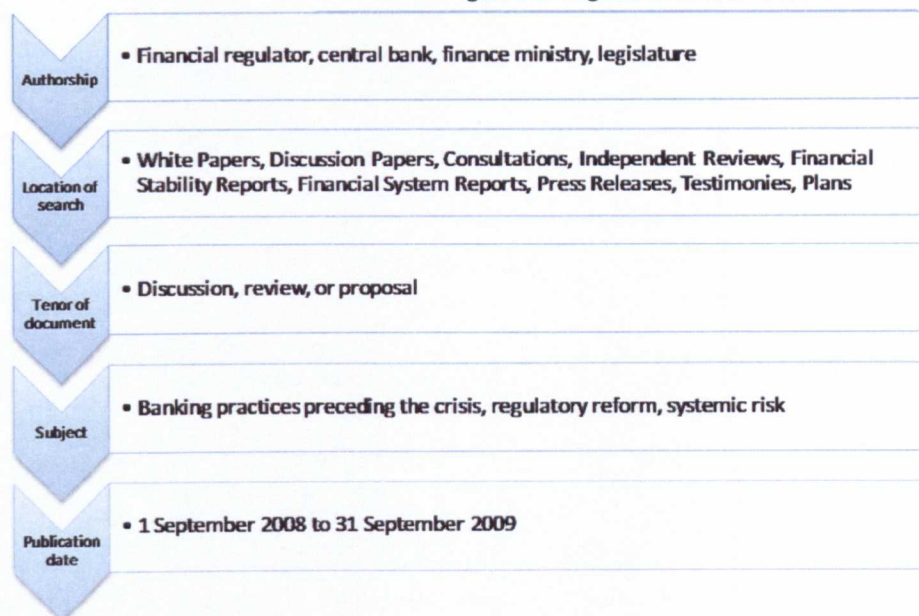 Authorship
• Financial regulator, central bank, finance ministry, legislature
Location of
search
• White Papers, Discussion Papers, Consultations, Independent Reviews, Financial
Stability Reports, Financial System Reports, Press Releases, Testimonies, Plans
Tenor of
document
• Discussion, review, or proposal
Subject
• Banking practices preceding the crisis, regulatory reform, systemic risk
Publication
date
• 1 September 2008 to 31 September 2009